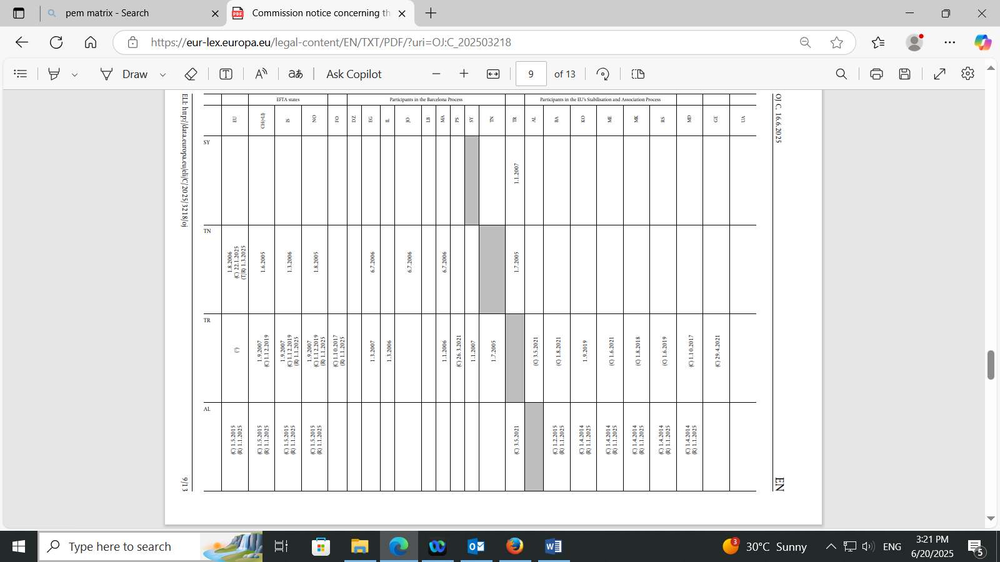 pem matrix - Search
Commission notice concerning th
https://eur-lex.europa.eu/legal-content/EN/TXT/PDF/?uri=OJ:C_202503218
Draw
Ask Copilot
9 of 13
OJ C, 16.6.2025
EN
ELI: http://data.europa.eu/eli/C/2025/3218/oj
9/13
EFTA states
Participants in the Barcelona Process
Participants in the EU's Stabilisation and Association Process
EU CH(+LI) IS NO FO DZ EG IL JO LB MA PS SY TN TR AL BA KO ME MK RS MD GE UA
SY
1.1.2007
TN
1.8.2006
(C) 22.1.2025
(T/R) 1.3.2025
1.6.2005
1.3.2006
1.8.2005
6.7.2006
6.7.2006
6.7.2006
1.7.2005
TR
(¹)
1.9.2007
(C) 1.12.2019
1.9.2007
(C) 1.12.2019
(R) 1.1.2025
1.9.2007
(C) 1.12.2019
(R) 1.1.2025
(C) 1.10.2017
(R) 1.1.2025
1.3.2007
1.3.2006
1.1.2006
(C) 26.3.2021
1.1.2007
1.7.2005
(C) 3.5.2021
(C) 1.8.2021
1.9.2019
(C) 1.6.2021
(C) 1.8.2018
(C) 1.6.2019
(C) 1.10.2017
(C) 29.4.2021
AL
(C) 1.5.2015
(R) 1.1.2025
(C) 1.5.2015
(R) 1.1.2025
(C) 1.5.2015
(R) 1.1.2025
(C) 1.5.2015
(R) 1.1.2025
(C) 3.5.2021
(C) 1.2.2015
(R) 1.1.2025
(C) 1.4.2014
(R) 1.1.2025
(C) 1.4.2014
(R) 1.1.2025
(C) 1.4.2014
(R) 1.1.2025
(C) 1.4.2014
(R) 1.1.2025
(C) 1.4.2014
(R) 1.1.2025
Type here to search
3
30°C Sunny
ENG
3:21 PM
6/20/2025
5